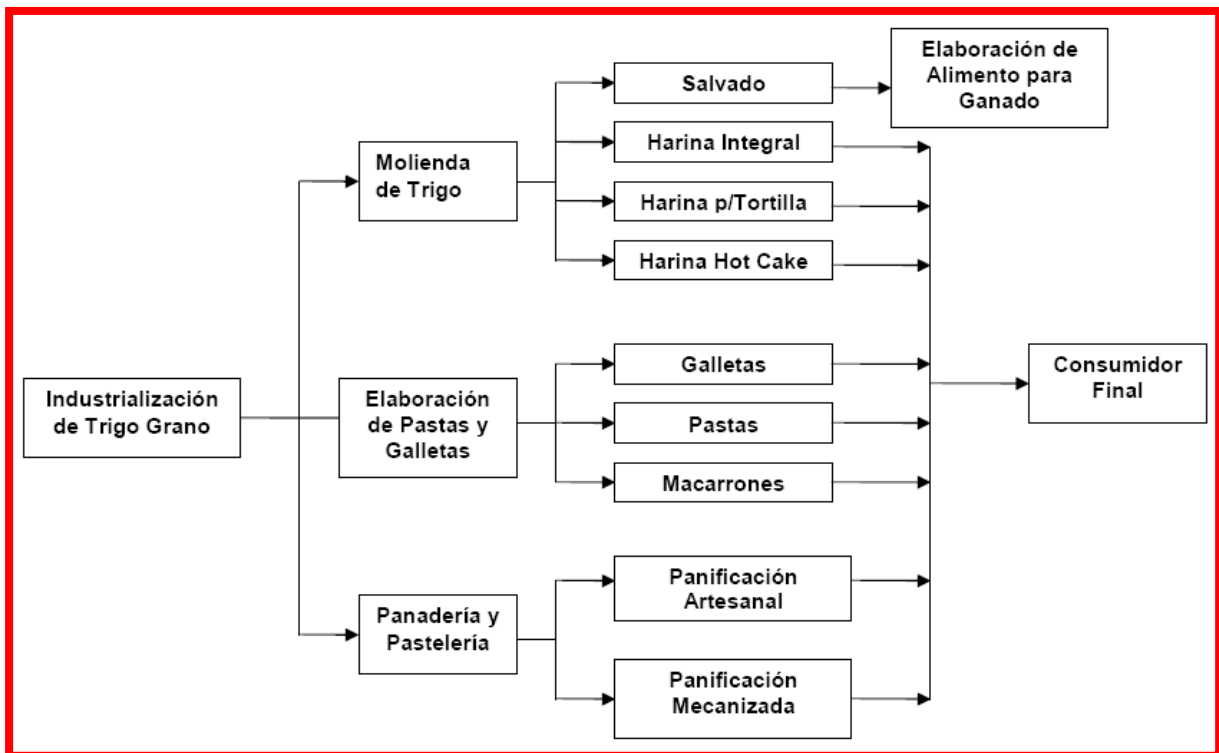 Industrialización
de Trigo Grano
Molienda
de Trigo
Salvado
Elaboración de
Alimento para
Ganado
Harina Integral
Harina p/Tortilla
Harina Hot Cake
Elaboración
de Pastas y
Galletas
Galletas
Pastas
Macarrones
Panadería y
Pastelería
Panificación
Artesanal
Panificación
Mecanizada
Consumidor
Final